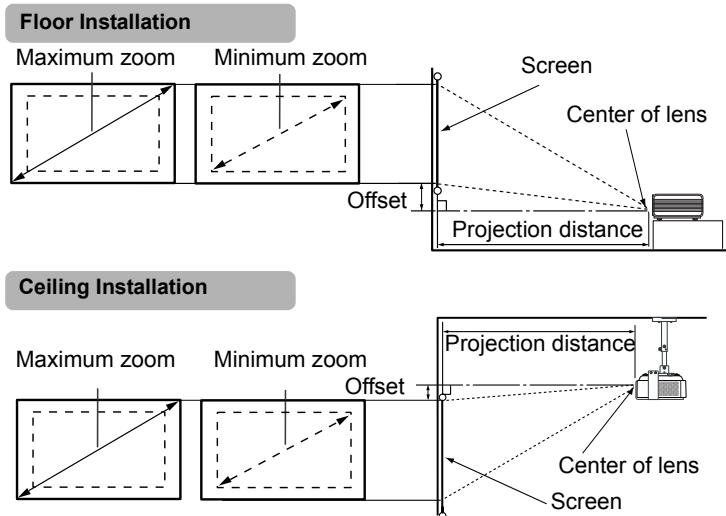 Floor Installation
Maximum zoom
Minimum zoom
Screen
Center of lens
Offset
Projection distance
Ceiling Installation
Projection distance
Maximum zoom
Minimum zoom
Offset
Center of lens
Screen